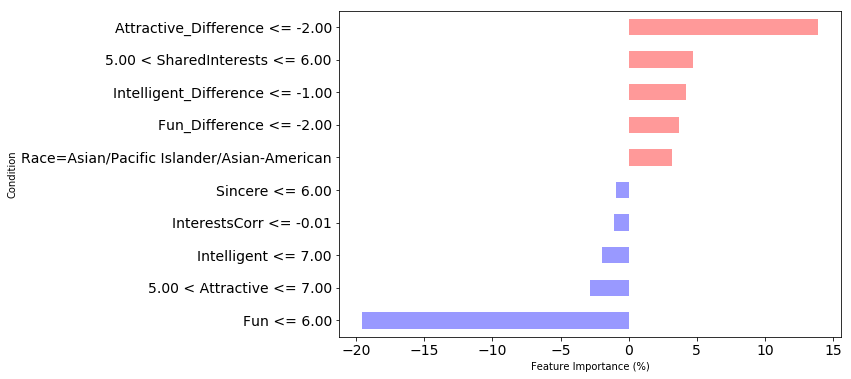 Attractive_Difference <= -2.00
5.00 < SharedInterests <= 6.00
Intelligent_Difference <= -1.00
Fun_Difference <= -2.00
Race=Asian/Pacific Islander/Asian-American
Sincere <= 6.00
InterestsCorr <= -0.01
Intelligent <= 7.00
5.00 < Attractive <= 7.00
Fun <= 6.00
Condition
−20 −15 −10 −5 0 5 10 15
Feature Importance (%)